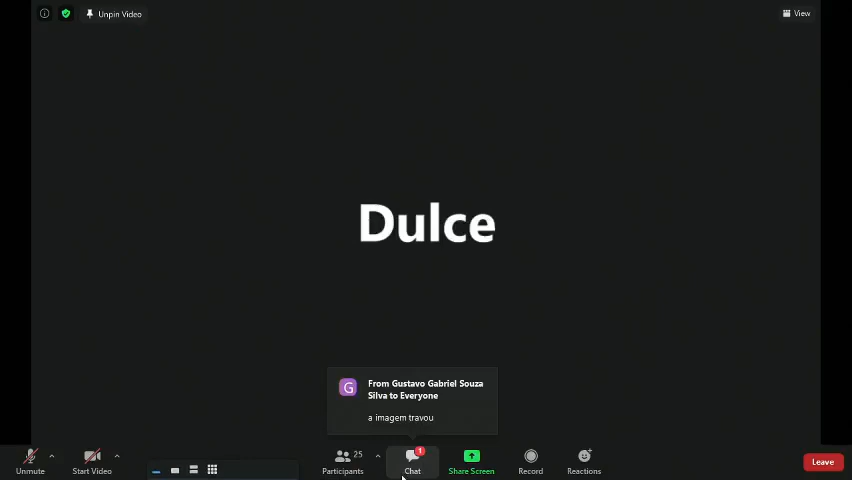 Unpin Video
View
Dulce
G
From Gustavo Gabriel Souza
Silva to Everyone
a imagem travou
25
1
Unmute
Start Video
Participants
Chat
Share Screen
Record
Reactions
Leave